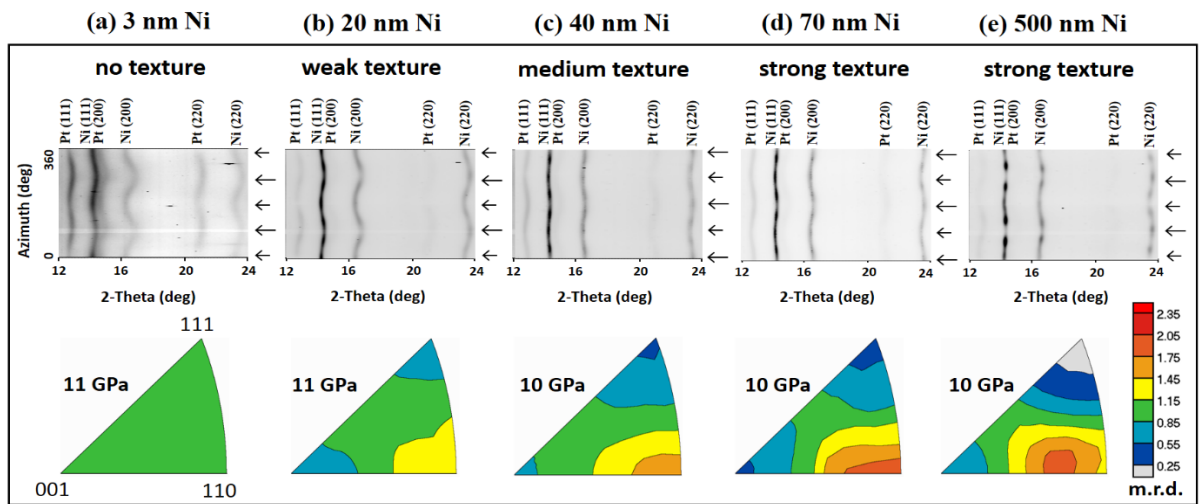 (a) 3 nm Ni (b) 20 nm Ni (c) 40 nm Ni (d) 70 nm Ni (e) 500 nm Ni
no texture weak texture medium texture strong texture strong texture
Pt (111) Ni (111) Pt (200) Ni (200) Pt (220) Ni (220)
Pt (111) Ni (111) Pt (200) Ni (200) Pt (220) Ni (220)
Pt (111) Ni (111) Pt (200) Ni (200) Pt (220) Ni (220)
Pt (111) Ni (111) Pt (200) Ni (200) Pt (220) Ni (220)
Pt (111) Ni (111) Pt (200) Ni (200) Pt (220) Ni (220)
Azimuth (deg)
0 360
12 16 20 24 12 16 20 24 12 16 20 24 12 16 20 24 12 16 20 24
2-Theta (deg) 2-Theta (deg) 2-Theta (deg) 2-Theta (deg) 2-Theta (deg)
111
11 GPa 11 GPa 10 GPa 10 GPa 10 GPa
001 110
2.35
2.05
1.75
1.45
1.15
0.85
0.55
0.25
m.r.d.